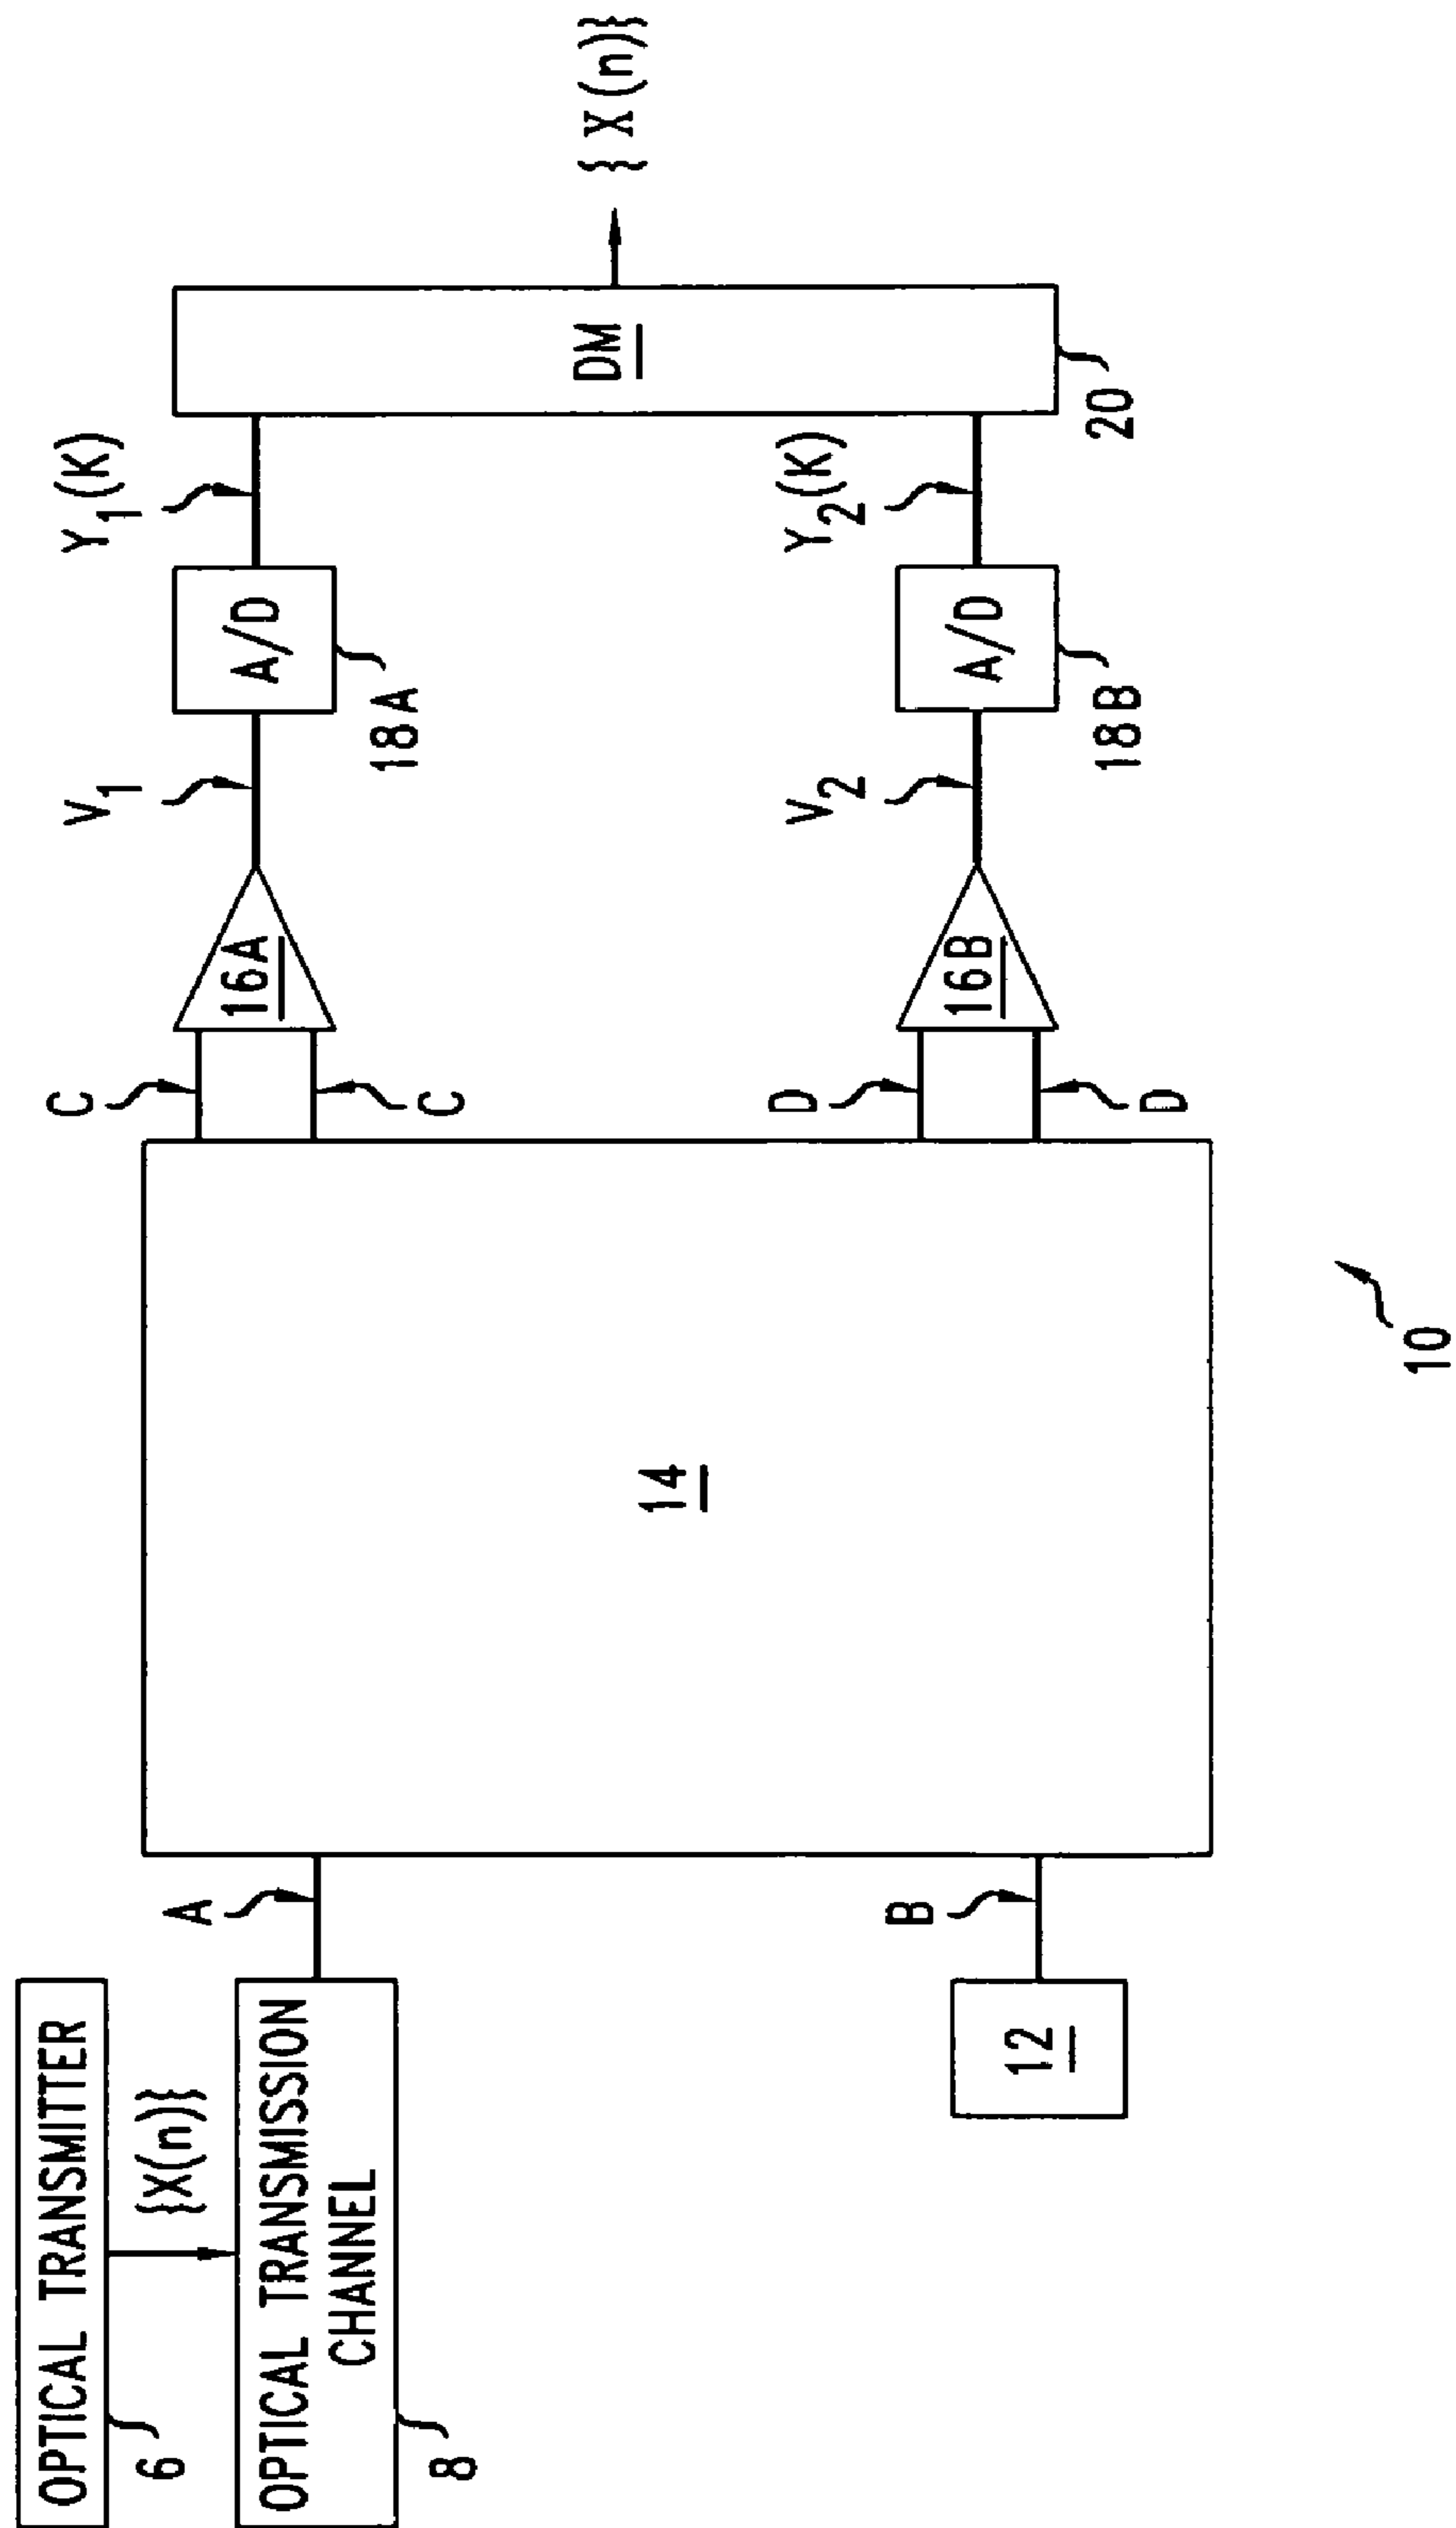 OPTICAL TRANSMITTER
6
{X(n)}
OPTICAL TRANSMISSION
CHANNEL
8
A
B
12
14
C
C
D
D
16A
16B
V1
V2
A/D
18A
A/D
18B
Y1(K)
Y2(K)
DM
20
{ X (n)}
10